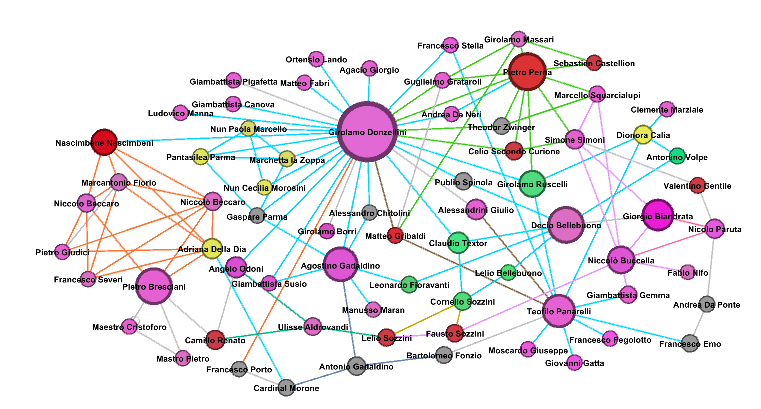 Girolamo Massari
Francesco Stella
Ortensio Lando
Sebastien Castellion
Agacio Giorgio
Pietro Perna
Giambattista Pigafetta
Matteo Fabri
Guglielmo Grataroli
Marcello Squarcialupi
Giambattista Canova
Clemente Marziale
Ludovico Manna
Andrea De Neri
Nun Paola Marcello
Theodor Zwinger
Girolamo Donzellini
Dionora Calia
Nascimbene Nascimbeni
Simone Simoni
Celio Secondo Curione
Pantasilea Parma
Marchetta la Zoppa
Antonino Volpe
Marcantonio Florio
Publio Spinola
Girolamo Ruscelli
Valentino Gentile
Nun Cecilia Morosini
Niccolo Beccaro
Niccolo Beccaro
Alessandrini Giulio
Gaspare Parma
Alessandro Chitolini
Giorgio Biandrata
Decio Bellebuono
Girolamo Borri
Nicolo Paruta
Matteo Gribaldi
Claudio Textor
Pietro Giudici
Adriana Della Dia
Niccolo Buccella
Agostino Gadaldino
Angelo Odoni
Lelio Bellebuono
Fabio Nifo
Francesco Severi
Giambattista Susio
Leonardo Fioravanti
Pietro Bresciani
Giambattista Gemma
Cornelio Sozzini
Andrea Da Ponte
Manusso Maran
Teofilo Panarelli
Maestro Cristoforo
Ulisse Aldrovandi
Fausto Sozzini
Camillo Renato
Lelio Sozzini
Francesco Pegolotto
Francesco Emo
Moscardo Giuseppe
Mastro Pietro
Bartolomeo Fonzio
Giovanni Gatta
Francesco Porto
Antonio Gadaldino
Cardinal Morone